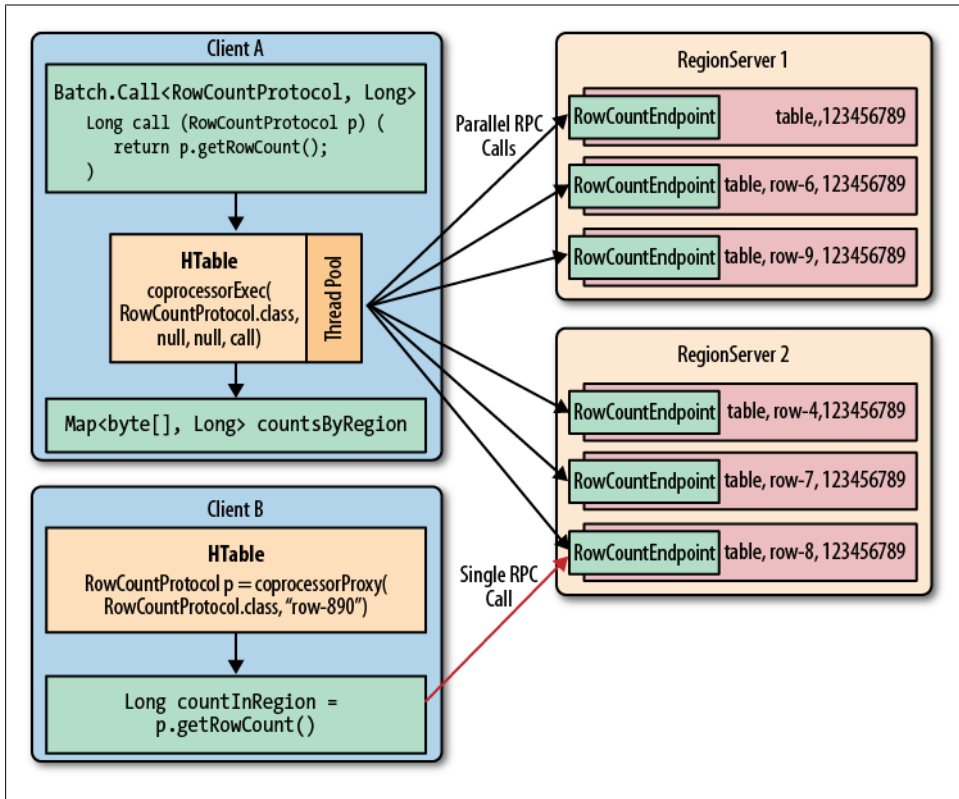 Client A
Batch.Call<RowCountProtocol, Long>
Long call (RowCountProtocol p) (
return p.getRowCount();
)
HTable
coprocessorExec(
RowCountProtocol.class,
null, null, call)
Thread Pool
Map<byte[], Long> countsByRegion
Parallel RPC
Calls
RegionServer 1
RowCountEndpoint table,,123456789
RowCountEndpoint table, row-6, 123456789
RowCountEndpoint table, row-9, 123456789
RegionServer 2
RowCountEndpoint table, row-4,123456789
RowCountEndpoint table, row-7, 123456789
RowCountEndpoint table, row-8, 123456789
Client B
HTable
RowCountProtocol p = coprocessorProxy(
RowCountProtocol.class, “row-890”)
Single RPC
Call
Long countInRegion =
p.getRowCount()